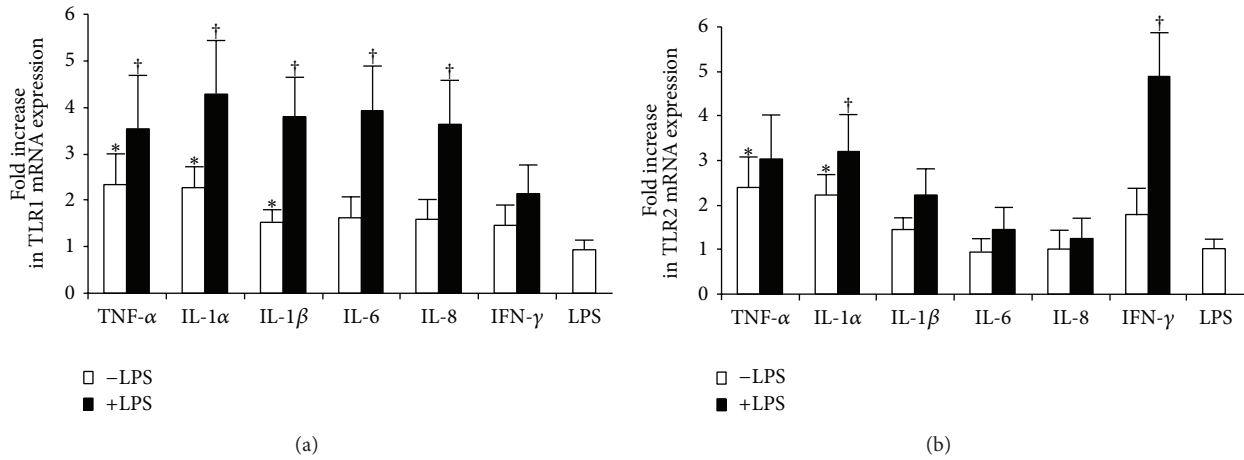 Fold increase
in TLR1 mRNA expression
6
5
4
3
2
1
0
†
†
†
†
†
*
*
*
TNF-α IL-1α IL-1β IL-6 IL-8 IFN-γ LPS
−LPS
+LPS
(a)
Fold increase
in TLR2 mRNA expression
6
5
4
3
2
1
0
†
†
*
*
TNF-α IL-1α IL-1β IL-6 IL-8 IFN-γ LPS
−LPS
+LPS
(b)